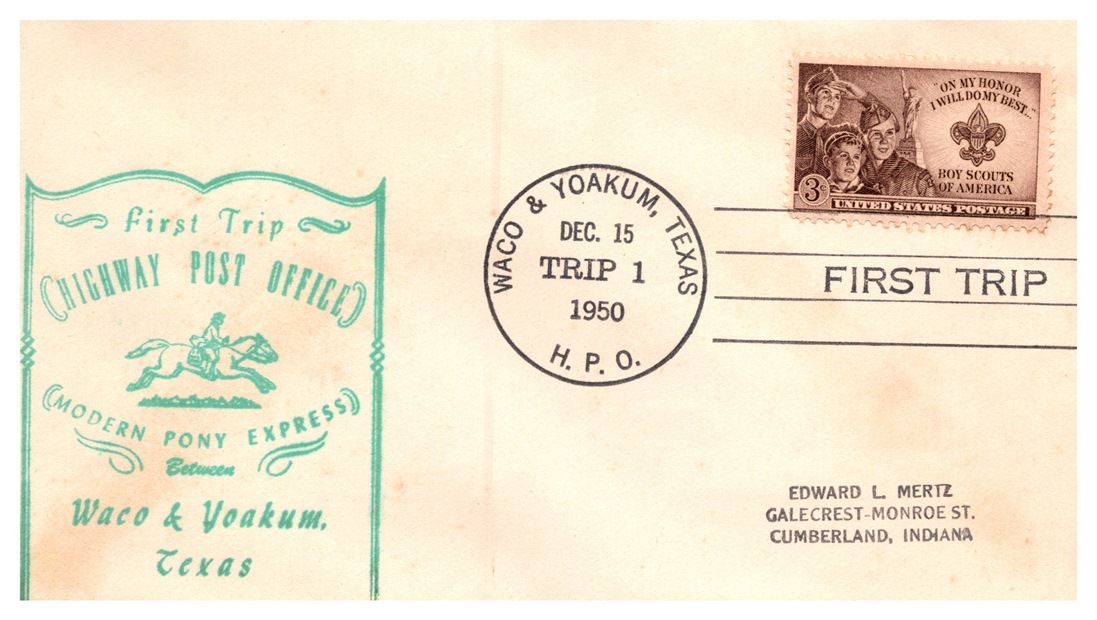 First Trip
HIGHWAY POST OFFICE
MODERN PONY EXPRESS
Between
Waco & Yoakum,
Texas
WACO & YOAKUM, TEXAS
DEC. 15
TRIP 1
1950
H. P. O.
"ON MY HONOR
I WILL DO MY BEST..."
BOY SCOUTS
OF AMERICA
3¢
UNITED STATES POSTAGE
FIRST TRIP
EDWARD L. MERTZ
GALECREST-MONROE ST.
CUMBERLAND, INDIANA